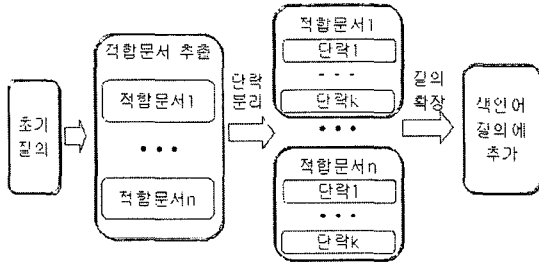 초기
질의
적합문서 추출
적합문서1
• • •
적합문서n
단락
분리
적합문서1
단락1
- - -
단락k
• • •
적합문서n
단락1
• • •
단락k
질의
확장
색인어
질의에
추가